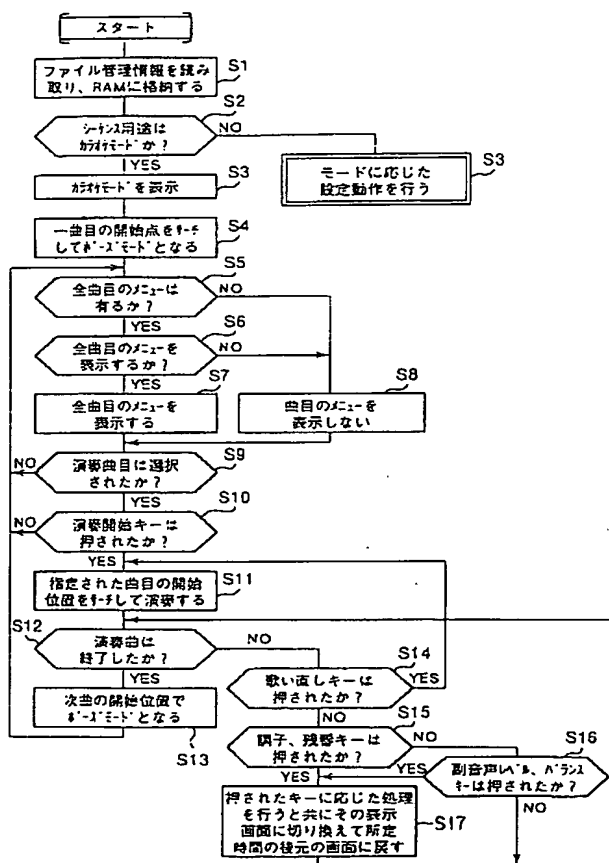 スタート
S1
ファイル管理情報を読み
取り、RAMに格納する
S2
シーケンス用途は
カラオケモードか?
NO
YES
S3
カラオケモードを表示
S3
モードに応じた
設定動作を行う
S4
一曲目の開始点をサーチ
してポーズモードとなる
S5
全曲目のメニューは
有るか?
NO
YES
S6
全曲目のメニューを
表示するか?
NO
YES
S7
全曲目のメニューを
表示する
S8
曲目のメニューを
表示しない
S9
NO
演奏曲目は選択
されたか?
YES
S10
NO
演奏開始キーは
押されたか?
YES
S11
指定された曲目の開始
位置をサーチして演奏する
S12
演奏曲は
終了したか?
NO
YES
次曲の開始位置で
ポーズモードとなる
S13
S14
歌い直しキーは
押されたか?
YES
NO
S15
調子、残響キーは
押されたか?
NO
YES
S16
副音声レベル、バランス
キーは押されたか?
YES
NO
押されたキーに応じた処理
を行うと共にその表示
画面に切り換えて所定
時間の後元の画面に戻す
S17